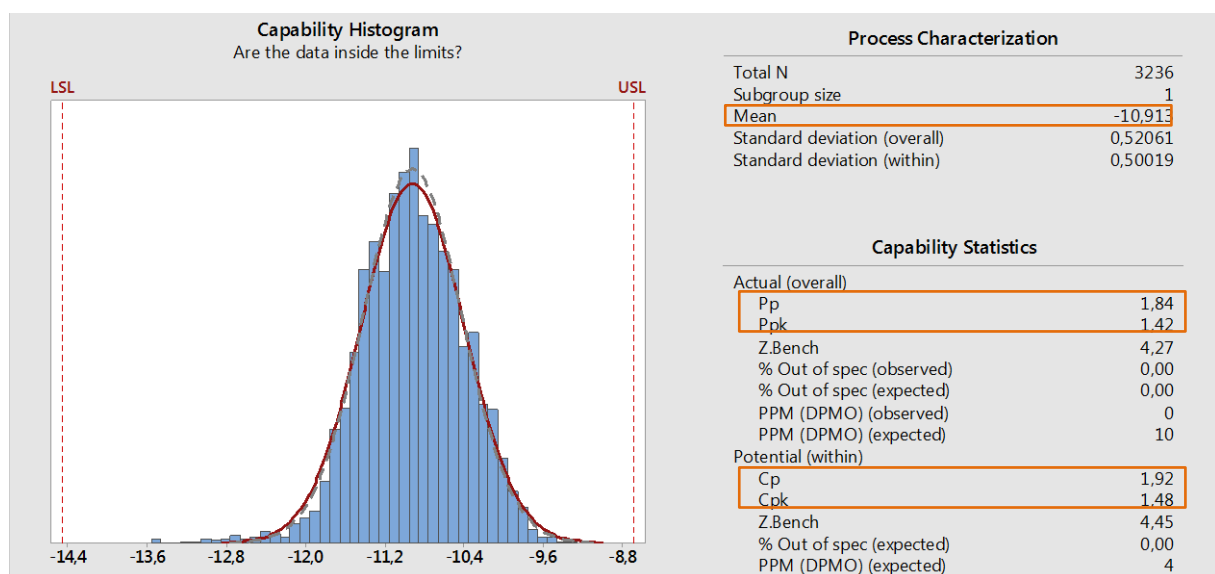 Capability Histogram
Are the data inside the limits?
LSL USL
-14,4 -13,6 -12,8 -12,0 -11,2 -10,4 -9,6 -8,8
Process Characterization
Total N 3236
Subgroup size 1
Mean -10,913
Standard deviation (overall) 0,52061
Standard deviation (within) 0,50019
Capability Statistics
Actual (overall)
Pp 1,84
Ppk 1,42
Z.Bench 4,27
% Out of spec (observed) 0,00
% Out of spec (expected) 0,00
PPM (DPMO) (observed) 0
PPM (DPMO) (expected) 10
Potential (within)
Cp 1,92
Cpk 1,48
Z.Bench 4,45
% Out of spec (expected) 0,00
PPM (DPMO) (expected) 4